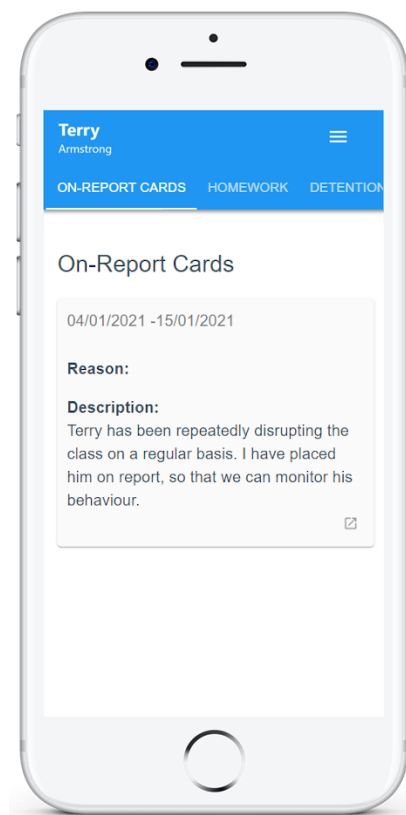 Terry
Armstrong
ON-REPORT CARDS HOMEWORK DETENTION
On-Report Cards
04/01/2021 -15/01/2021
Reason:
Description:
Terry has been repeatedly disrupting the
class on a regular basis. I have placed
him on report, so that we can monitor his
behaviour.